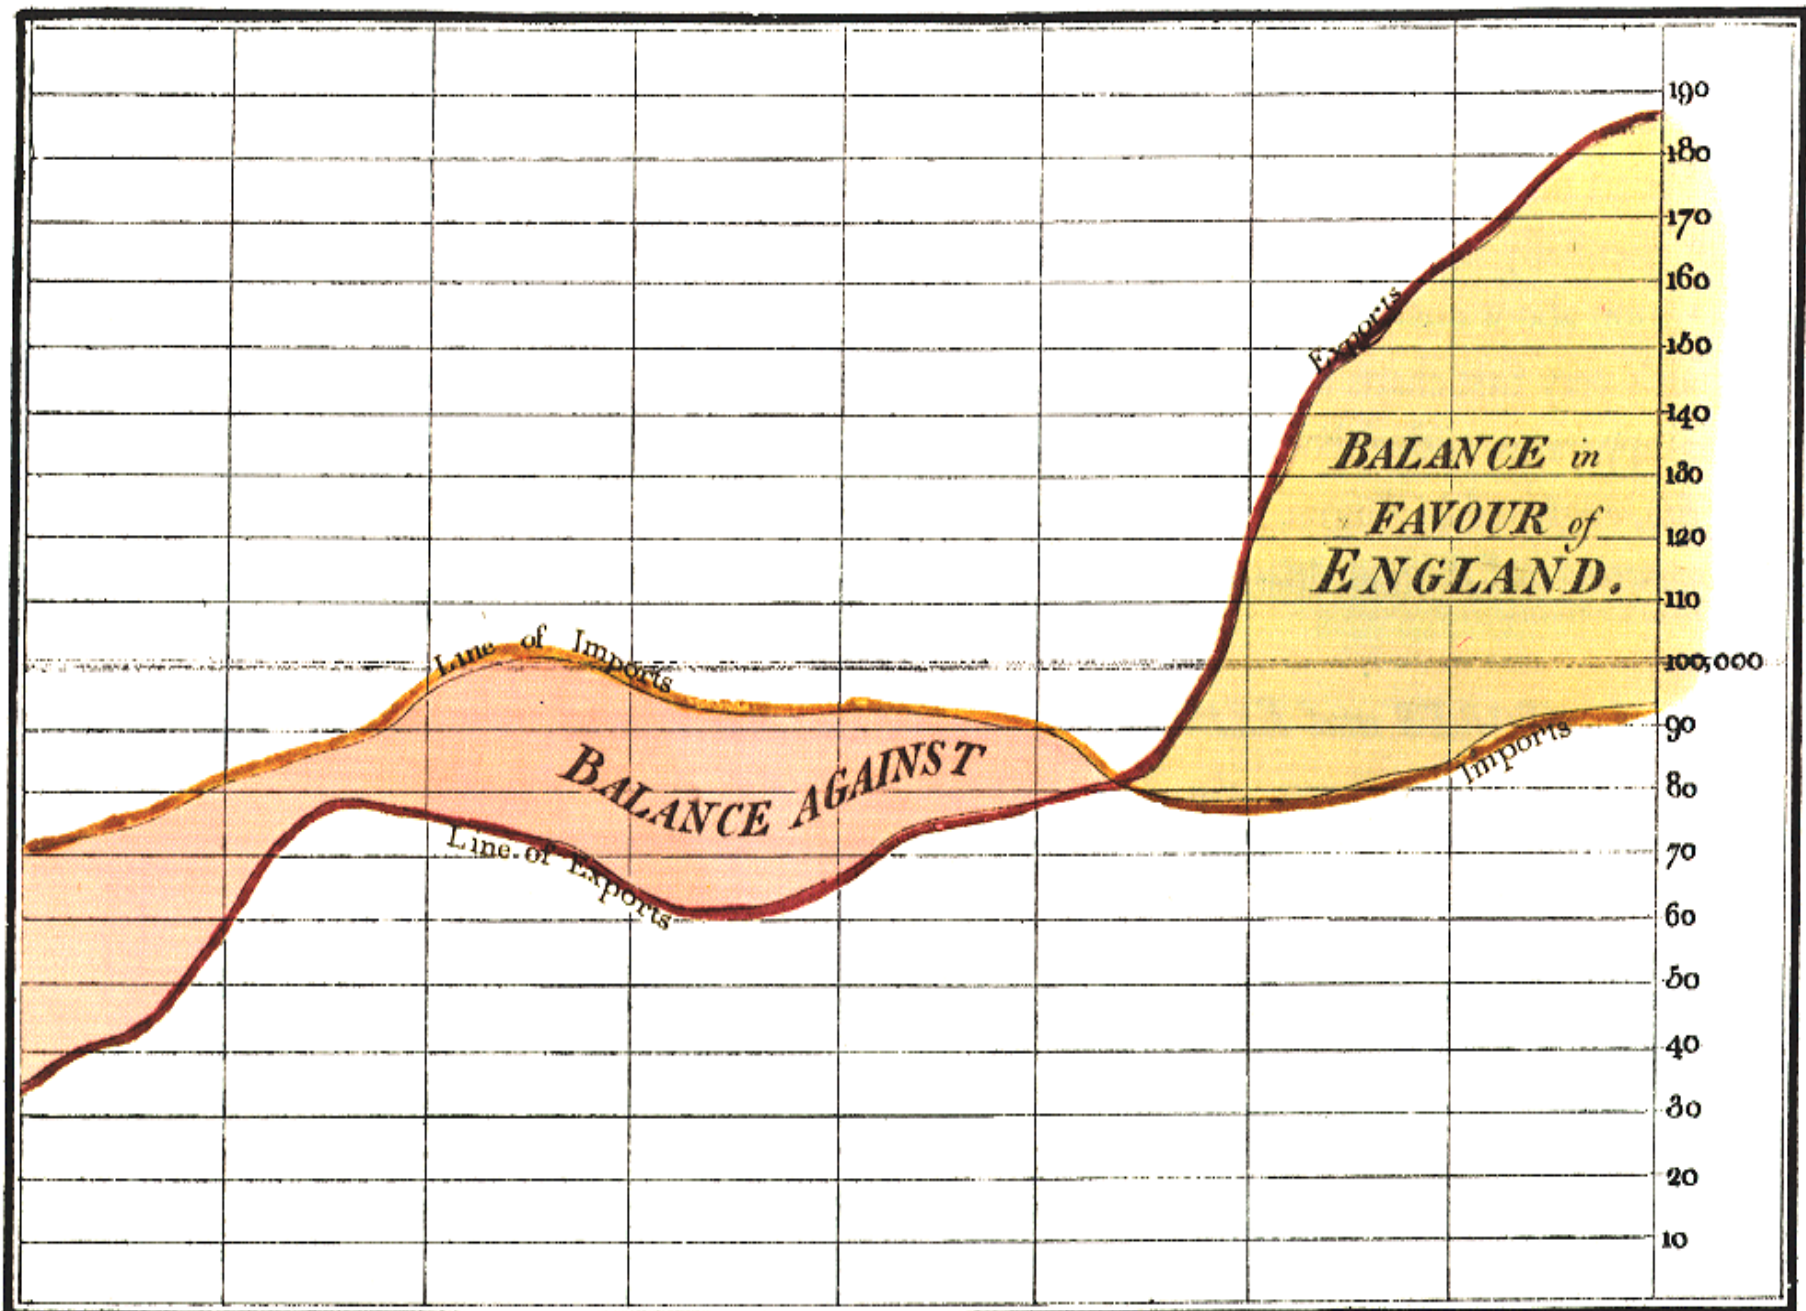 190
180
170
160
150
140
130
120
110
100,000
90
80
70
60
50
40
30
20
10
Exports
BALANCE in
FAVOUR of
ENGLAND.
Line of Imports
BALANCE AGAINST
Imports
Line of Exports